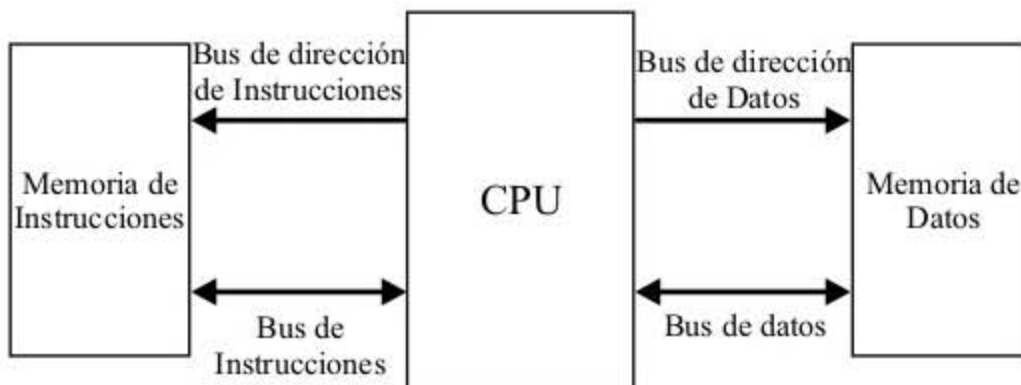 Memoria de
Instrucciones
Bus de dirección
de Instrucciones
Bus de
Instrucciones
CPU
Bus de dirección
de Datos
Bus de datos
Memoria de
Datos